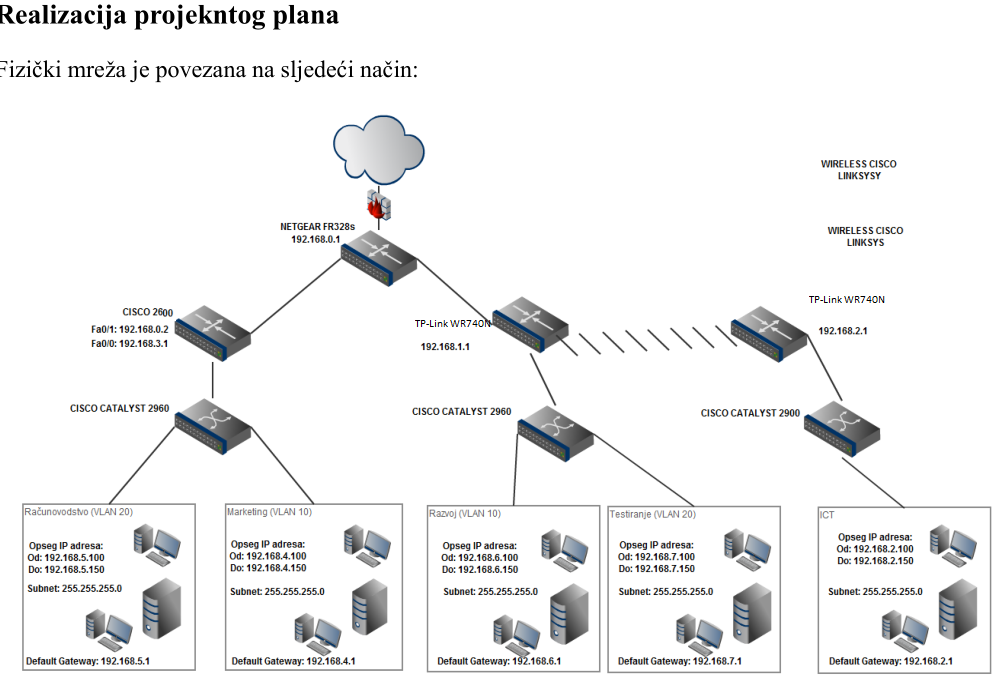 Realizacija projekntog plana
Fizički mreža je povezana na sljedeći način:
WIRELESS CISCO
LINKSYSY
NETGEAR FR328s
192.168.0.1
WIRELESS CISCO
LINKSYS
CISCO 2600
Fa0/1: 192.168.0.2
Fa0/0: 192.168.3.1
TP-Link WR740N
192.168.1.1
TP-Link WR740N
192.168.2.1
CISCO CATALYST 2960
CISCO CATALYST 2960
CISCO CATALYST 2900
Računovodstvo (VLAN 20)
Opseg IP adresa:
Od: 192.168.5.100
Do: 192.168.5.150
Subnet: 255.255.255.0
Default Gateway: 192.168.5.1
Marketing (VLAN 10)
Opseg IP adresa:
Od: 192.168.4.100
Do: 192.168.4.150
Subnet: 255.255.255.0
Default Gateway: 192.168.4.1
Razvoj (VLAN 10)
Opseg IP adresa:
Od: 192.168.6.100
Do: 192.168.6.150
Subnet: 255.255.255.0
Default Gateway: 192.168.6.1
Testiranje (VLAN 20)
Opseg IP adresa:
Od: 192.168.7.100
Do: 192.168.7.150
Subnet: 255.255.255.0
Default Gateway: 192.168.7.1
ICT
Opseg IP adresa:
Od: 192.168.2.100
Do: 192.168.2.150
Subnet: 255.255.255.0
Default Gateway: 192.168.2.1